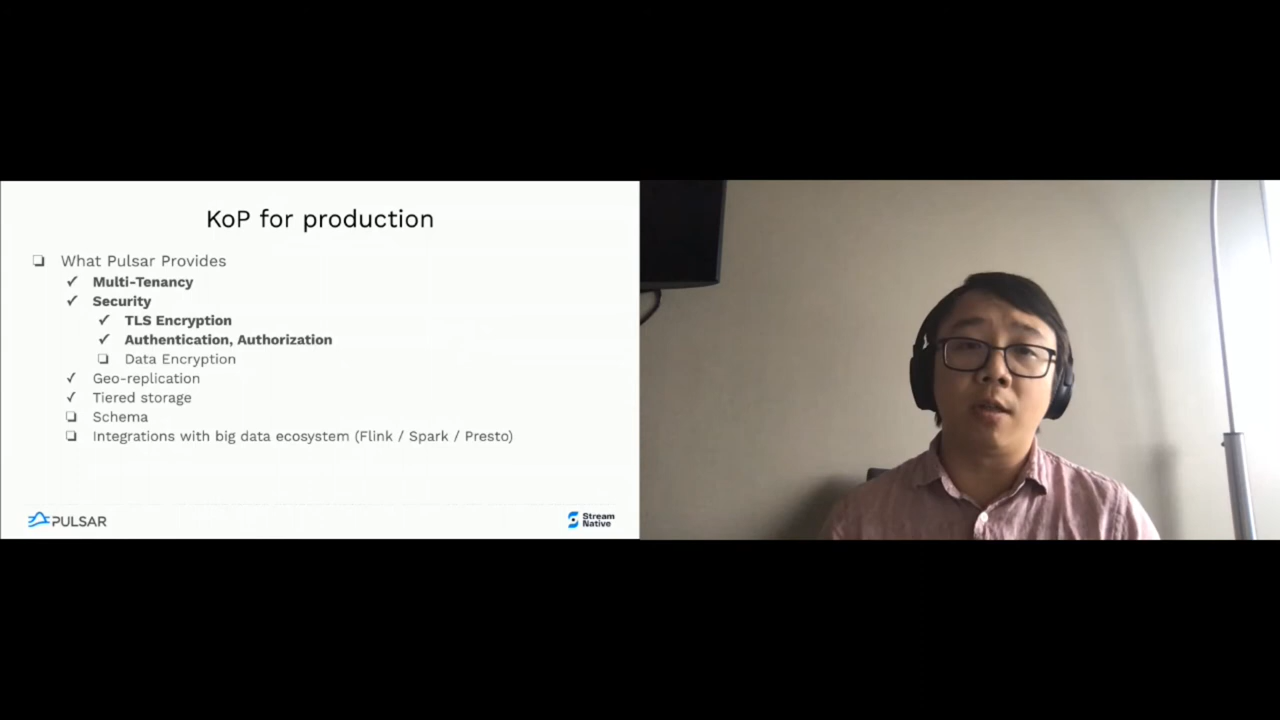 KoP for production
❑ What Pulsar Provides
✓ Multi-Tenancy
✓ Security
✓ TLS Encryption
✓ Authentication, Authorization
❑ Data Encryption
✓ Geo-replication
✓ Tiered storage
❑ Schema
❑ Integrations with big data ecosystem (Flink / Spark / Presto)
PULSAR
Stream
Native